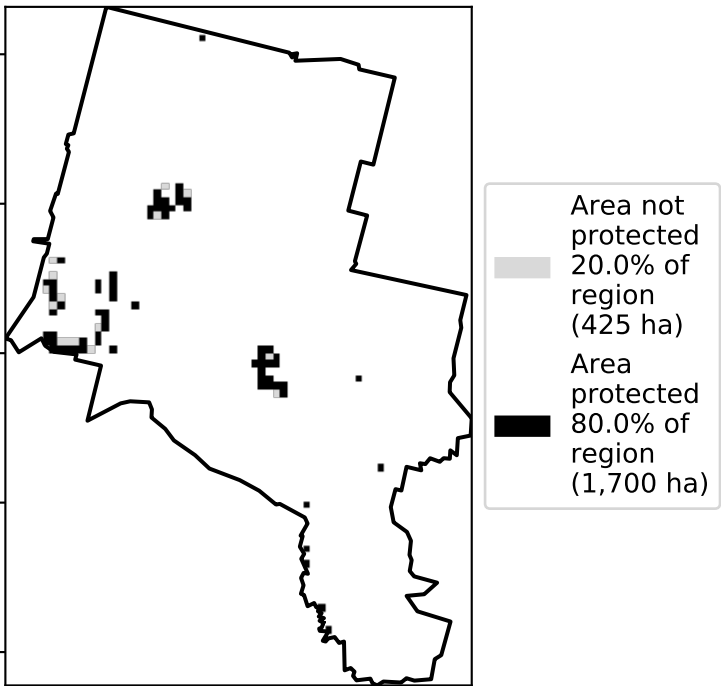 Area not
protected
20.0% of
region
(425 ha)
Area
protected
80.0% of
region
(1,700 ha)